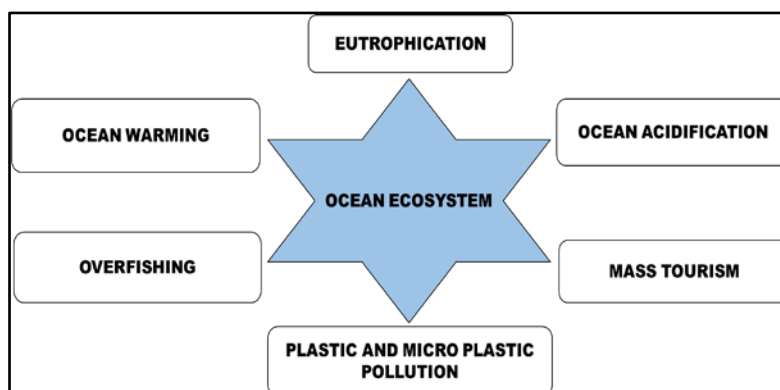 EUTROPHICATION
OCEAN WARMING
OCEAN ACIDIFICATION
OCEAN ECOSYSTEM
OVERFISHING
MASS TOURISM
PLASTIC AND MICRO PLASTIC
POLLUTION